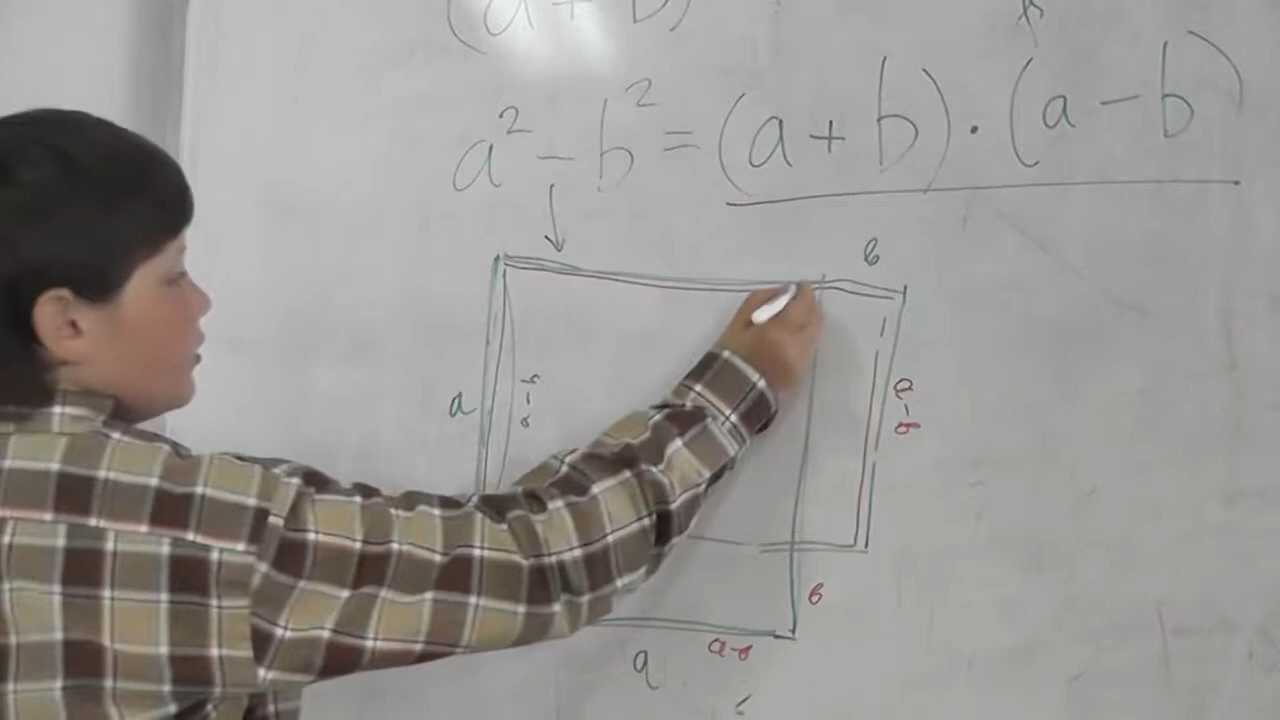 (a+b)
a² − b² = (a + b) · (a − b)
в
a
a-в
a-в
в
a-в
a